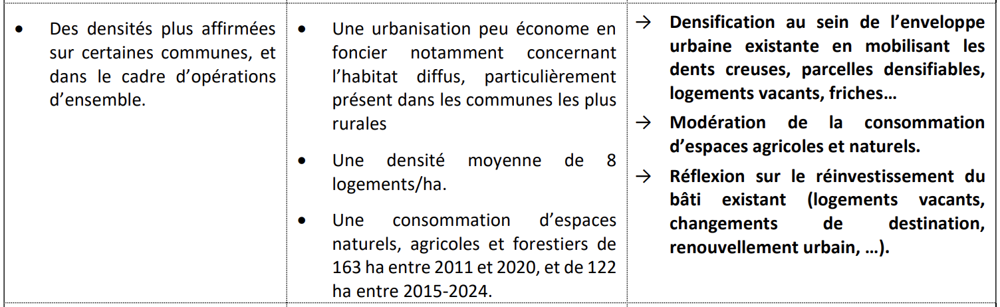 • Des densités plus affirmées
sur certaines communes, et
dans le cadre d’opérations
d’ensemble.
• Une urbanisation peu économe en
foncier notamment concernant
l’habitat diffus, particulièrement
présent dans les communes les plus
rurales
• Une densité moyenne de 8
logements/ha.
• Une consommation d’espaces
naturels, agricoles et forestiers de
163 ha entre 2011 et 2020, et de 122
ha entre 2015-2024.
→ Densification au sein de l’enveloppe
urbaine existante en mobilisant les
dents creuses, parcelles densifiables,
logements vacants, friches…
→ Modération de la consommation
d’espaces agricoles et naturels.
→ Réflexion sur le réinvestissement du
bâti existant (logements vacants,
changements de destination,
renouvellement urbain, …).